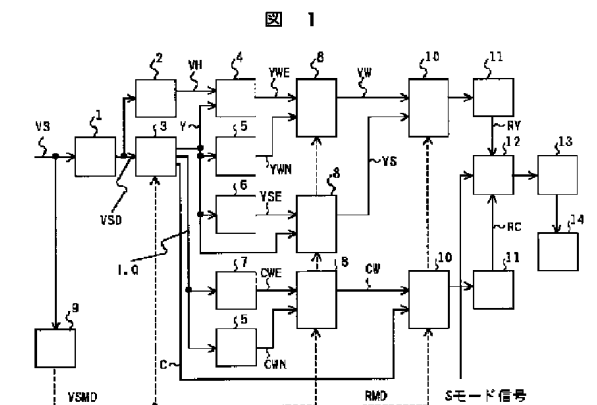 図 1
2 VH 4 YWE 8 VW 10 11
VS 1 3 Y 5 RY 12 13
YWN YS
VSD 6 YSE 8 RC 14
I.Q 7 CWE 8 CW 10 11
9 5
C CWN
VSMD RMD Sモード信号